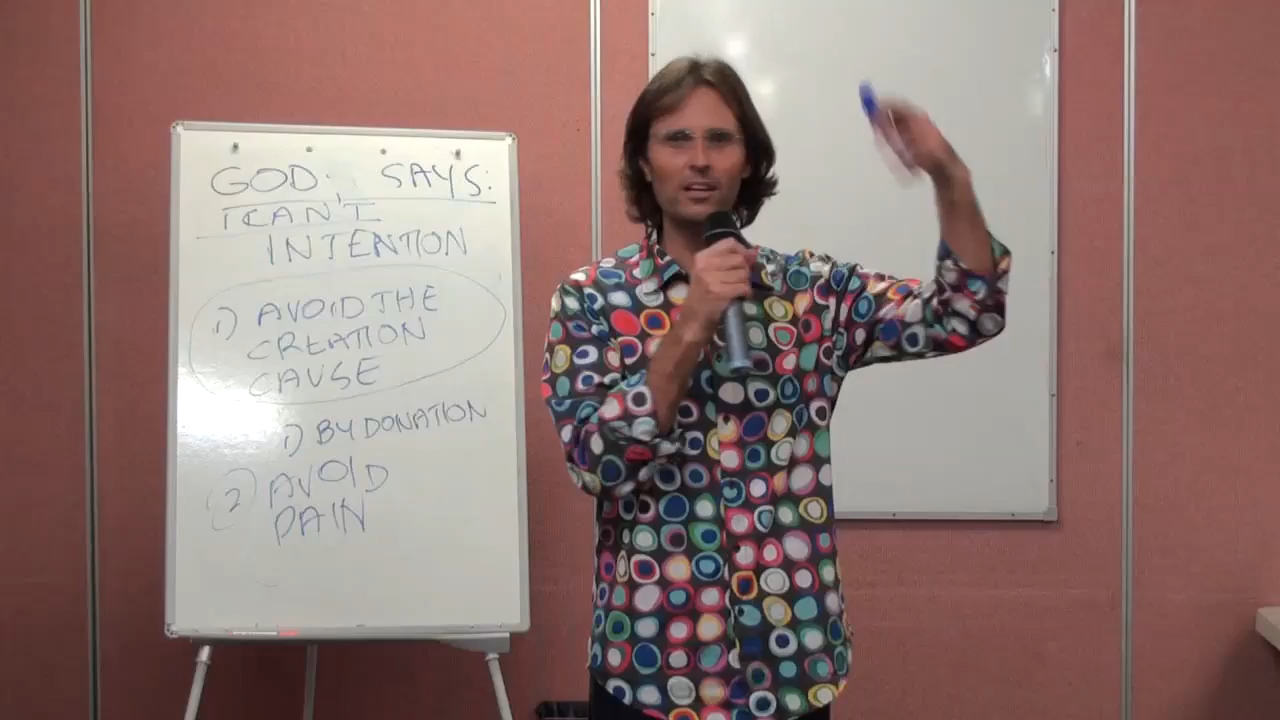 GOD: SAYS:
I CAN'T
INTENTION
1) AVOID THE
CREATION
CAUSE
1) BY DONATION
2) AVOID
PAIN